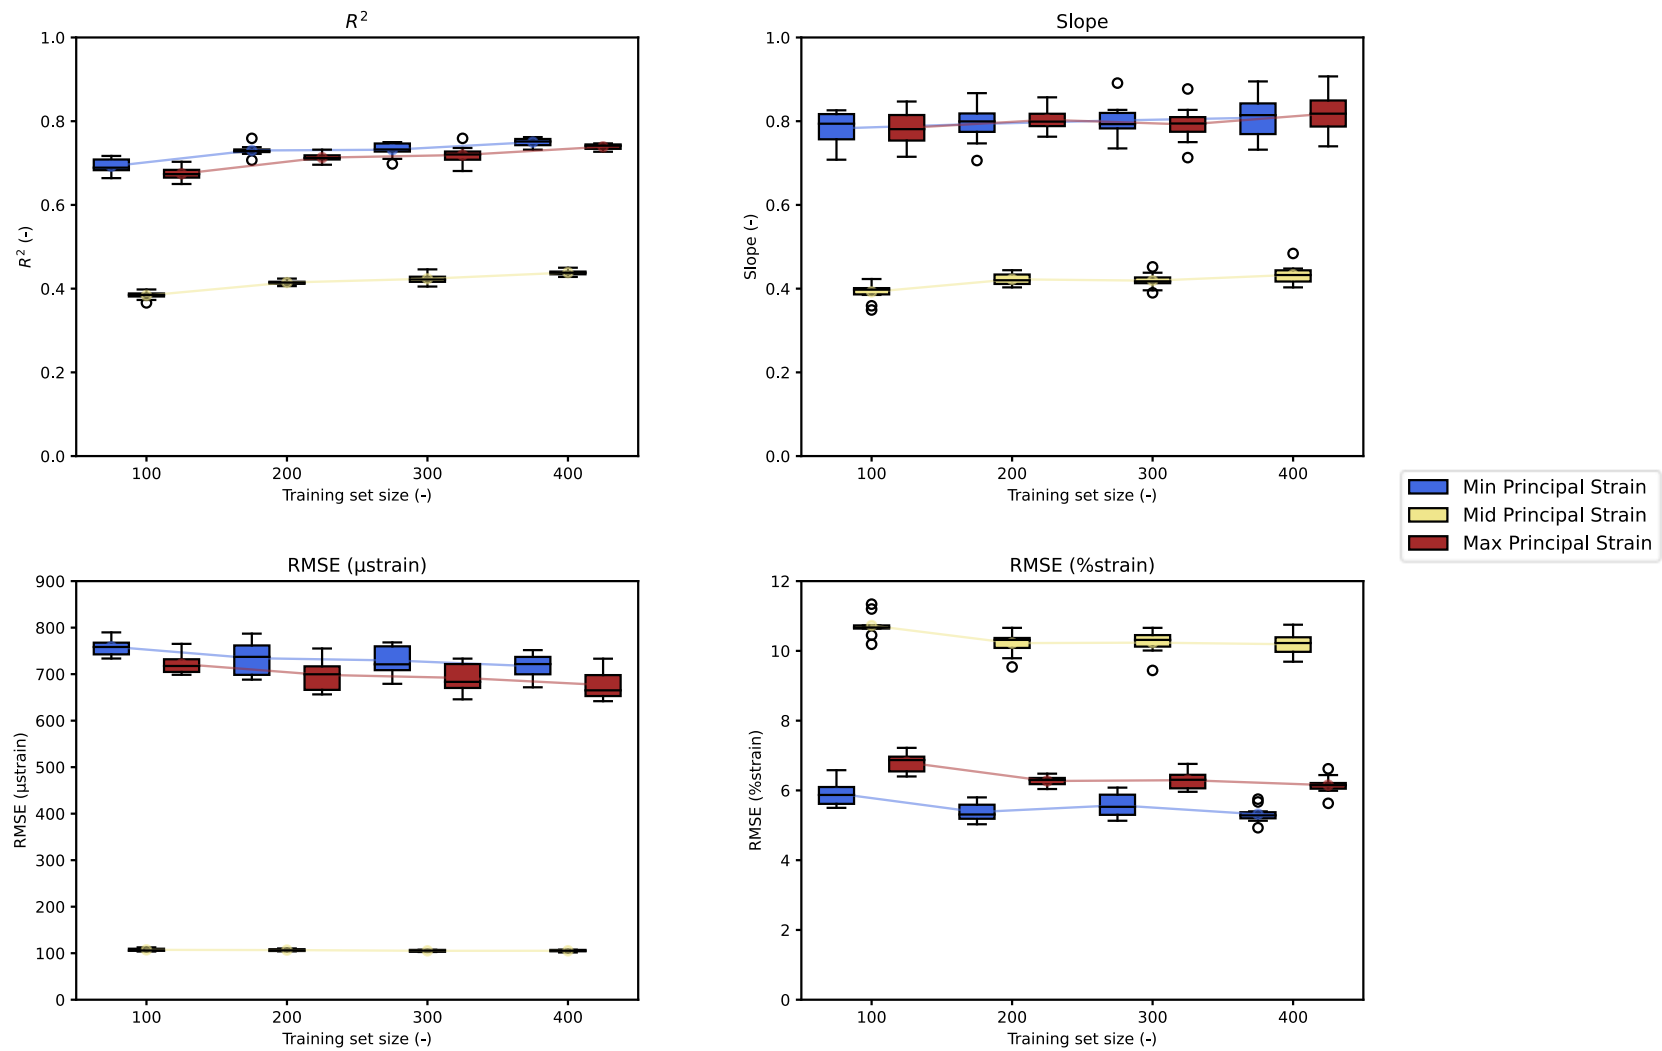 R²
1.0
0.8
0.6
0.4
0.2
0.0
R² (-)
100 200 300 400
Training set size (-)
Slope
1.0
0.8
0.6
0.4
0.2
0.0
Slope (-)
100 200 300 400
Training set size (-)
Min Principal Strain
Mid Principal Strain
Max Principal Strain
RMSE (μstrain)
900
800
700
600
500
400
300
200
100
0
RMSE (μstrain)
100 200 300 400
Training set size (-)
RMSE (%strain)
12
10
8
6
4
2
0
RMSE (%strain)
100 200 300 400
Training set size (-)